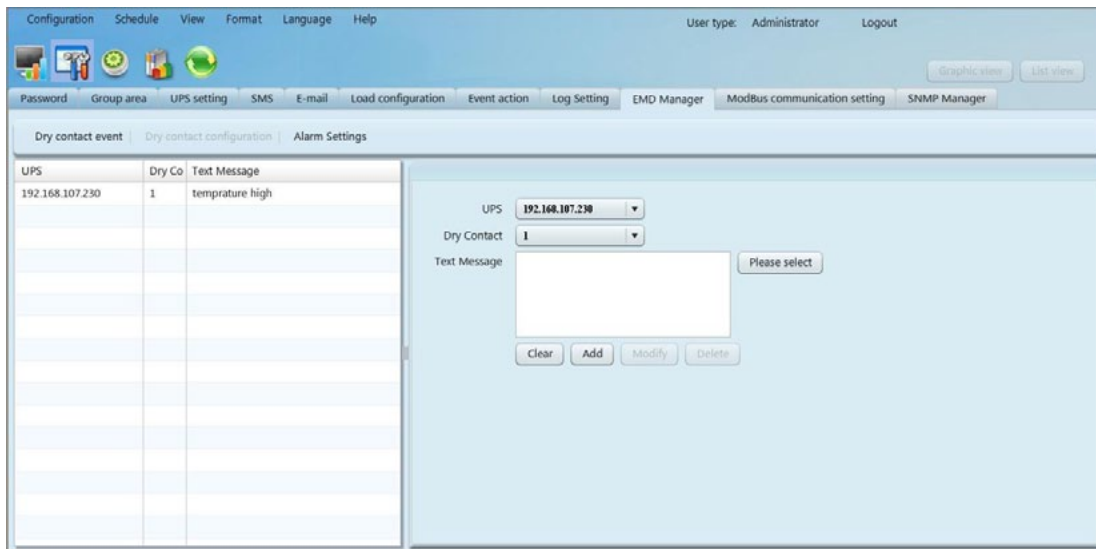 Configuration Schedule View Format Language Help User type: Administrator Logout
Graphic view List view
Password Group area UPS setting SMS E-mail Load configuration Event action Log Setting EMD Manager ModBus communication setting SNMP Manager
Dry contact event Dry contact configuration Alarm Settings
UPS Dry Co Text Message
192.168.107.230 1 temprature high
UPS 192.168.107.230
Dry Contact 1
Text Message Please select
Clear Add Modify Delete